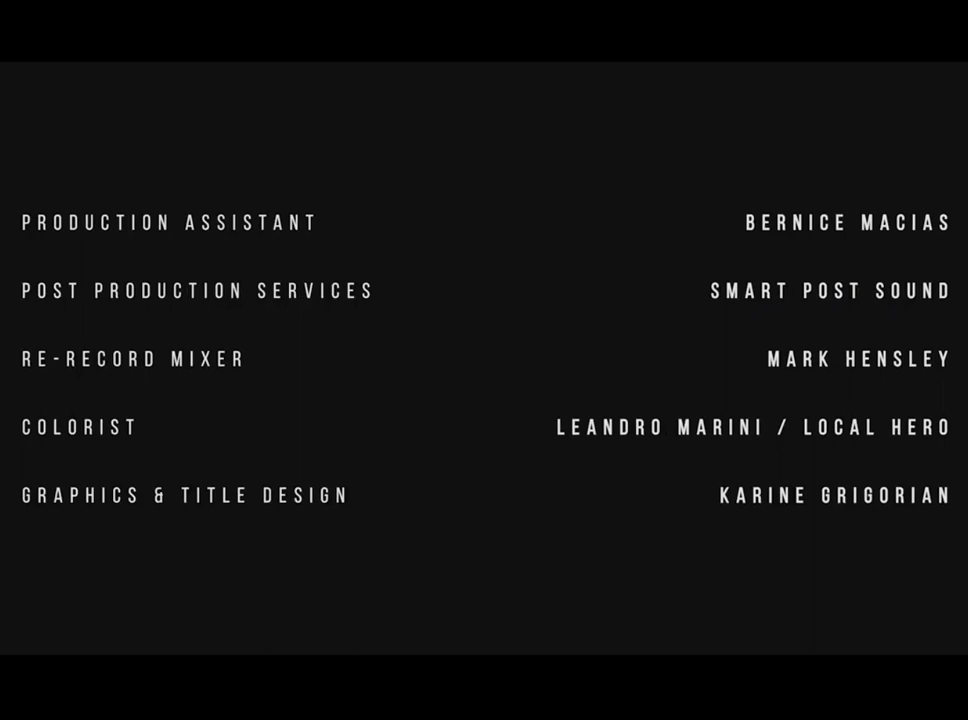 PRODUCTION ASSISTANT BERNICE MACIAS
POST PRODUCTION SERVICES SMART POST SOUND
RE-RECORD MIXER MARK HENSLEY
COLORIST LEANDRO MARINI / LOCAL HERO
GRAPHICS & TITLE DESIGN KARINE GRIGORIAN